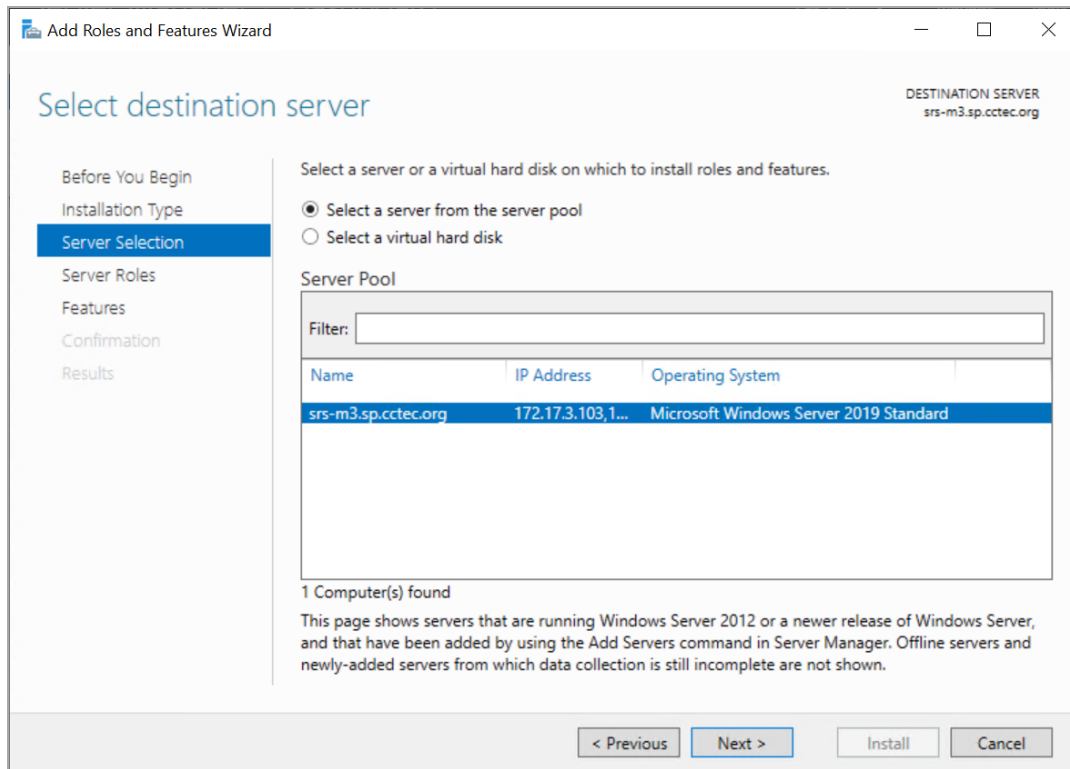 Add Roles and Features Wizard
Select destination server
DESTINATION SERVER
srs-m3.sp.cctec.org
Before You Begin
Installation Type
Server Selection
Server Roles
Features
Confirmation
Results
Select a server or a virtual hard disk on which to install roles and features.
Select a server from the server pool
Select a virtual hard disk
Server Pool
Filter:
Name IP Address Operating System
srs-m3.sp.cctec.org 172.17.3.103,1... Microsoft Windows Server 2019 Standard
1 Computer(s) found
This page shows servers that are running Windows Server 2012 or a newer release of Windows Server,
and that have been added by using the Add Servers command in Server Manager. Offline servers and
newly-added servers from which data collection is still incomplete are not shown.
< Previous Next > Install Cancel